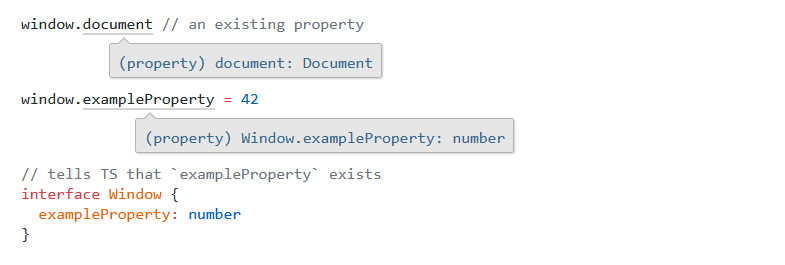 window.document // an existing property
(property) document: Document
window.exampleProperty = 42
(property) Window.exampleProperty: number
// tells TS that `exampleProperty` exists
interface Window {
  exampleProperty: number
}